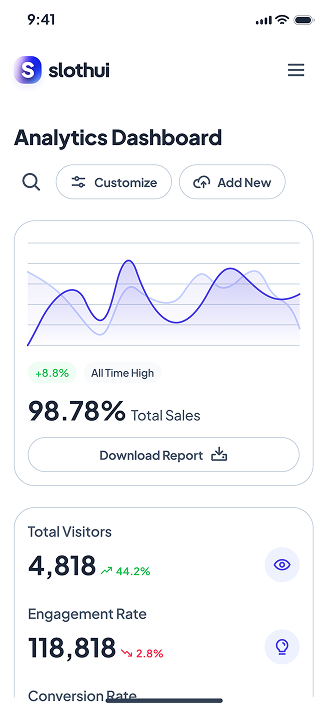 9:41
S slothui
Analytics Dashboard
Customize
Add New
+8.8% All Time High
98.78% Total Sales
Download Report
Total Visitors
4,818 44.2%
Engagement Rate
118,818 2.8%
Conversion Rate